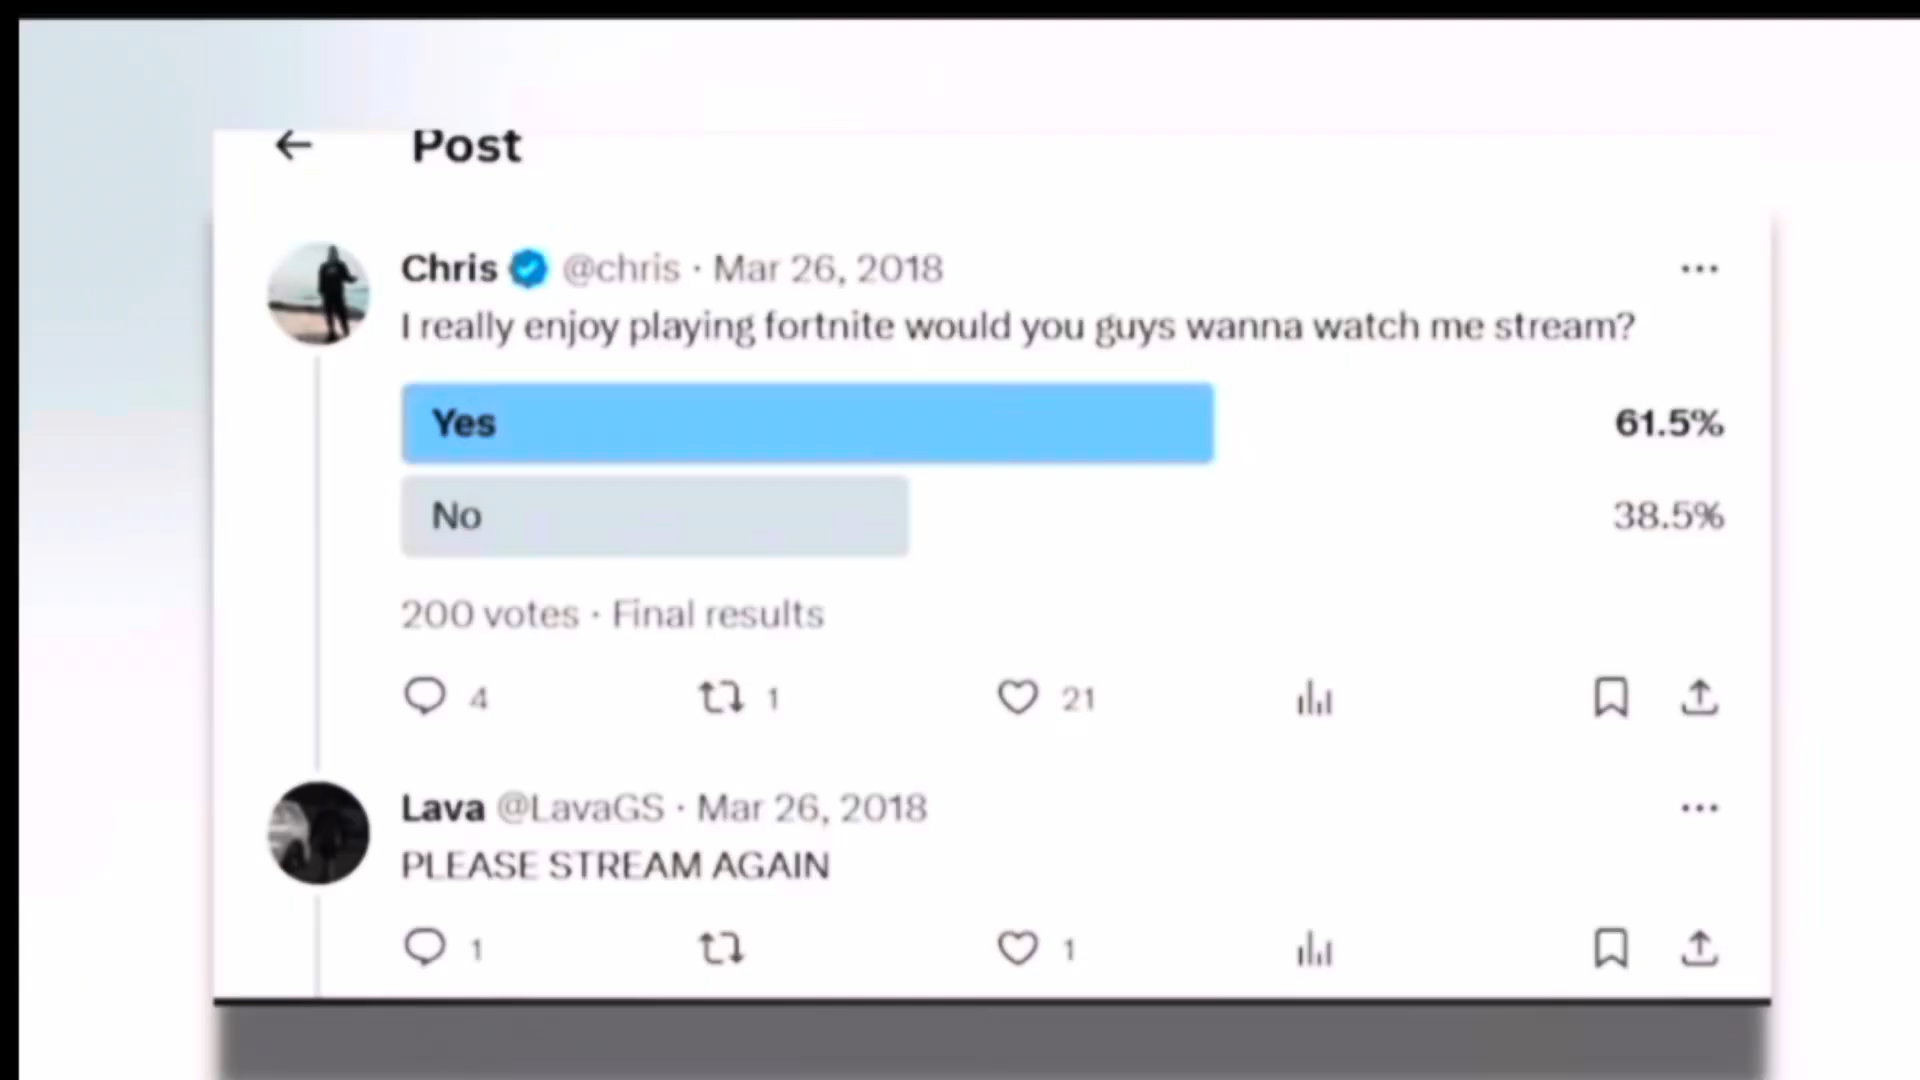 Post
Chris @chris · Mar 26, 2018
I really enjoy playing fortnite would you guys wanna watch me stream?
Yes 61.5%
No 38.5%
200 votes · Final results
4 1 21
Lava @LavaGS · Mar 26, 2018
PLEASE STREAM AGAIN
1 1